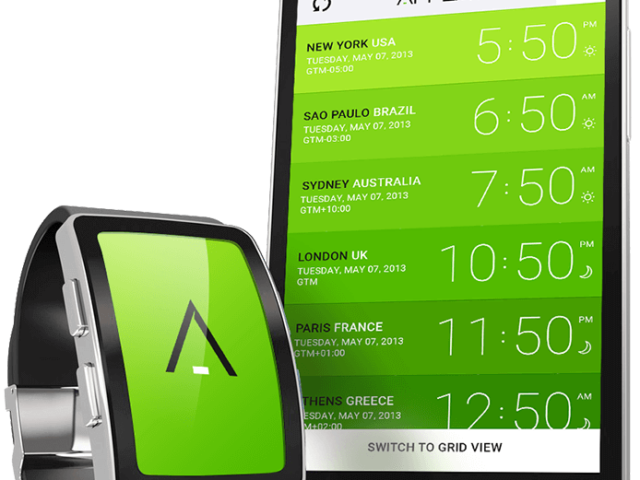 NEW YORK USA
TUESDAY, MAY 07, 2013
GTM-05:00
5:50 PM
SAO PAULO BRAZIL
TUESDAY, MAY 07, 2013
GTM-03:00
6:50 AM
SYDNEY AUSTRALIA
TUESDAY, MAY 07, 2013
GTM+10:00
7:50 AM
LONDON UK
TUESDAY, MAY 07, 2013
GTM
10:50 PM
PARIS FRANCE
TUESDAY, MAY 07, 2013
GTM+01:00
11:50 PM
THENS GREECE
ESDAY, MAY 07, 2013
M+02:00
12:50 AM
SWITCH TO GRID VIEW